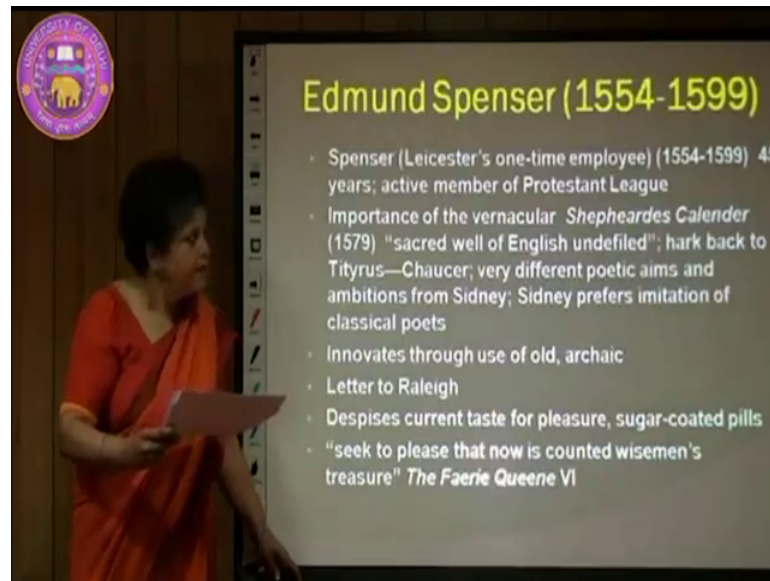 UNIVERSITY OF DELHI
Edmund Spenser (1554-1599)
Spenser (Leicester's one-time employee) (1554-1599)
years; active member of Protestant League
Importance of the vernacular Shepheardes Calender
(1579) "sacred well of English undefiled"; hark back to
Tityrus—Chaucer; very different poetic aims and
ambitions from Sidney; Sidney prefers imitation of
classical poets
Innovates through use of old, archaic
Letter to Raleigh
Despises current taste for pleasure, sugar-coated pills
"seek to please that now is counted wisemen's
treasure" The Faerie Queene VI